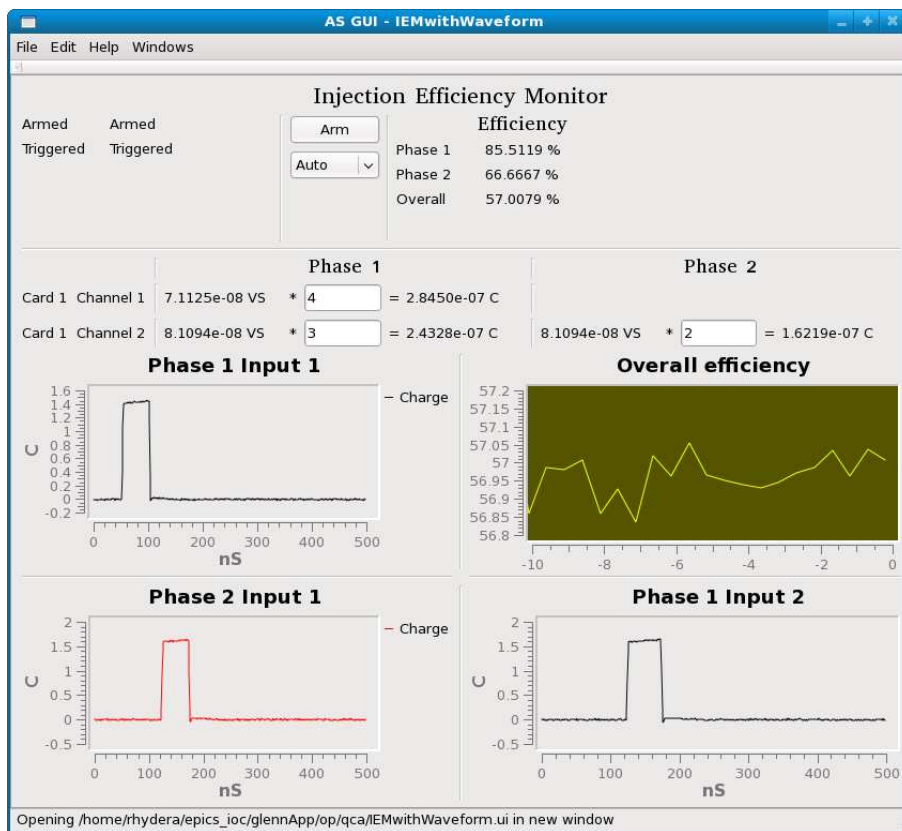 AS GUI - IEMwithWaveform
File Edit Help Windows
Injection Efficiency Monitor
Armed Armed
Triggered Triggered
Arm
Auto
Efficiency
Phase 1 85.5119 %
Phase 2 66.6667 %
Overall 57.0079 %
Phase 1 Phase 2
Card 1 Channel 1 7.1125e-08 VS * 4 = 2.8450e-07 C
Card 1 Channel 2 8.1094e-08 VS * 3 = 2.4328e-07 C 8.1094e-08 VS * 2 = 1.6219e-07 C
Phase 1 Input 1
1.6
1.4
1.2
1
0.8
0.6
0.4
0.2
0
-0.2
C
0 100 200 300 400 500
nS
Charge
Overall efficiency
57.2
57.15
57.1
57.05
57
56.95
56.9
56.85
56.8
-10 -8 -6 -4 -2 0
Phase 2 Input 1
2
1.5
1
0.5
0
-0.5
C
0 100 200 300 400 500
nS
Charge
Phase 1 Input 2
2
1.5
1
0.5
0
-0.5
C
0 100 200 300 400 500
nS
Opening /home/rhydera/epics_ioc/glennApp/op/qca/IEMwithWaveform.ui in new window